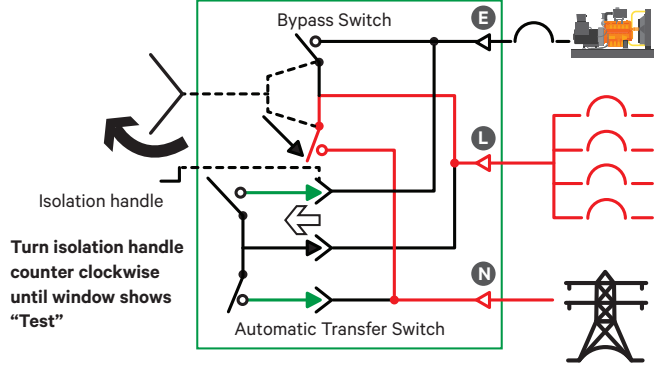 Bypass Switch
E
L
Isolation handle
Turn isolation handle
counter clockwise
until window shows
“Test”
N
Automatic Transfer Switch